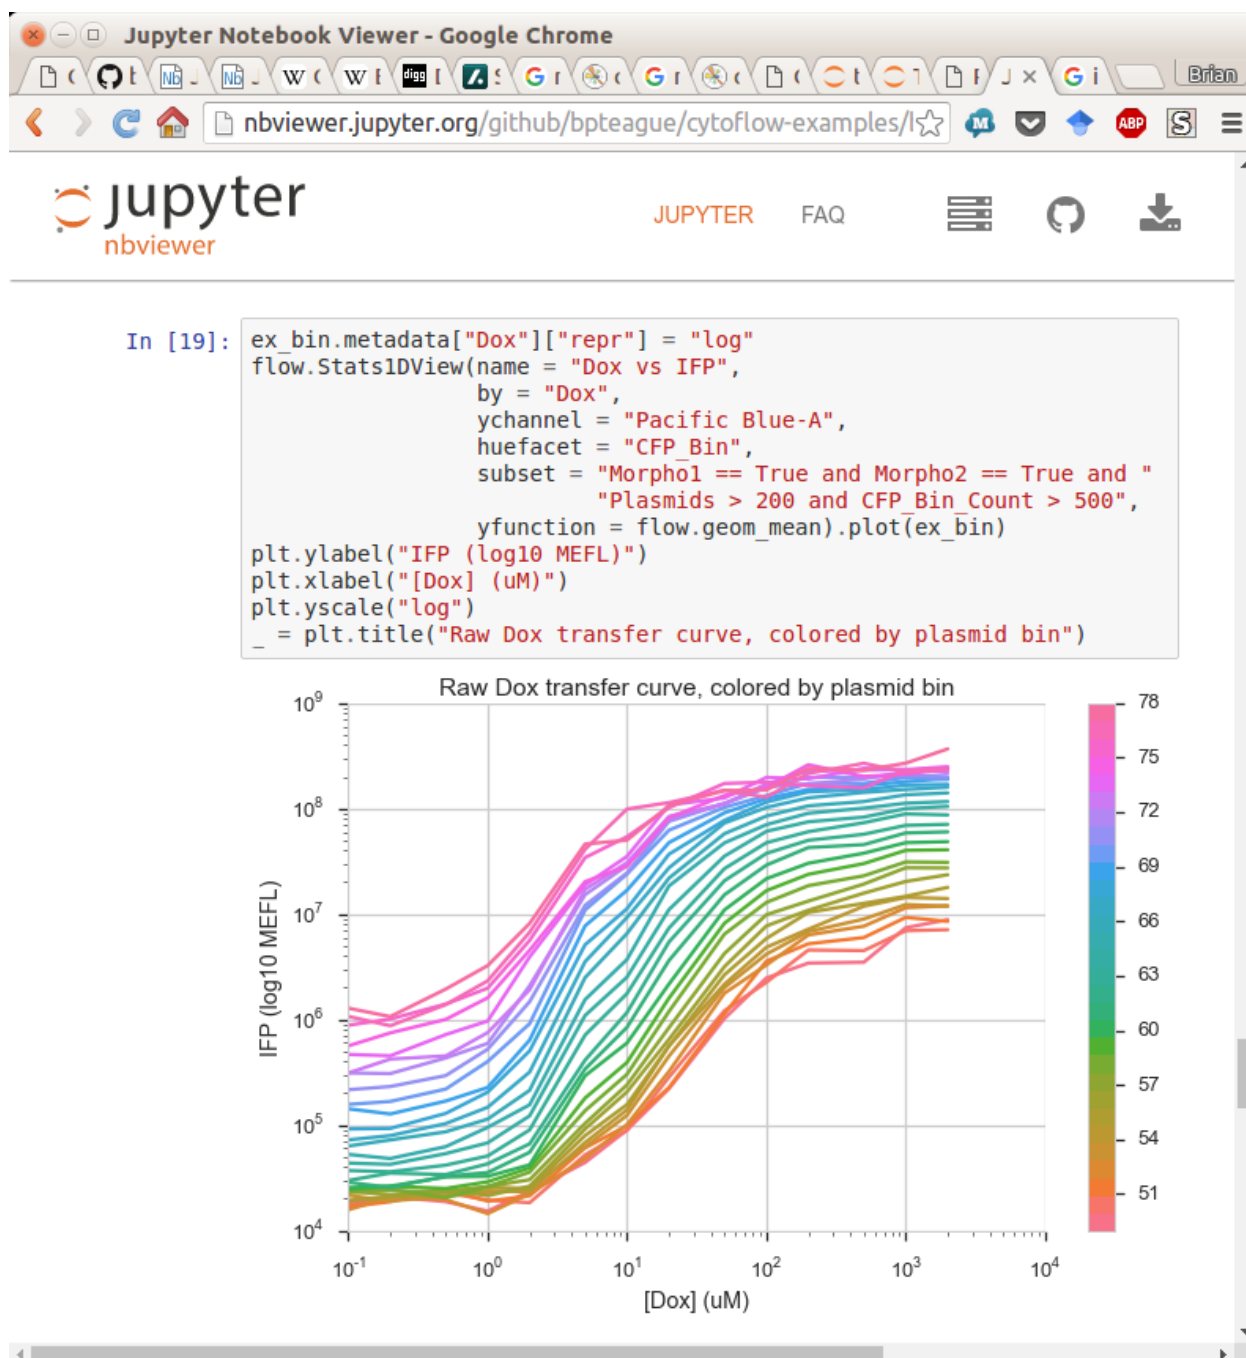 Jupyter Notebook Viewer - Google Chrome
Brian
nbviewer.jupyter.org/github/bpteague/cytoflow-examples/
ABP
jupyter
nbviewer
JUPYTER FAQ
In [19]:
ex_bin.metadata["Dox"]["repr"] = "log"
flow.Stats1DView(name = "Dox vs IFP",
by = "Dox",
ychannel = "Pacific Blue-A",
huefacet = "CFP_Bin",
subset = "Morpho1 == True and Morpho2 == True and "
"Plasmids > 200 and CFP_Bin_Count > 500",
yfunction = flow.geom_mean).plot(ex_bin)
plt.ylabel("IFP (log10 MEFL)")
plt.xlabel("[Dox] (uM)")
plt.yscale("log")
_ = plt.title("Raw Dox transfer curve, colored by plasmid bin")
Raw Dox transfer curve, colored by plasmid bin
10⁹
10⁸
10⁷
10⁶
10⁵
10⁴
IFP (log10 MEFL)
10⁻¹ 10⁰ 10¹ 10² 10³ 10⁴
[Dox] (uM)
78
75
72
69
66
63
60
57
54
51